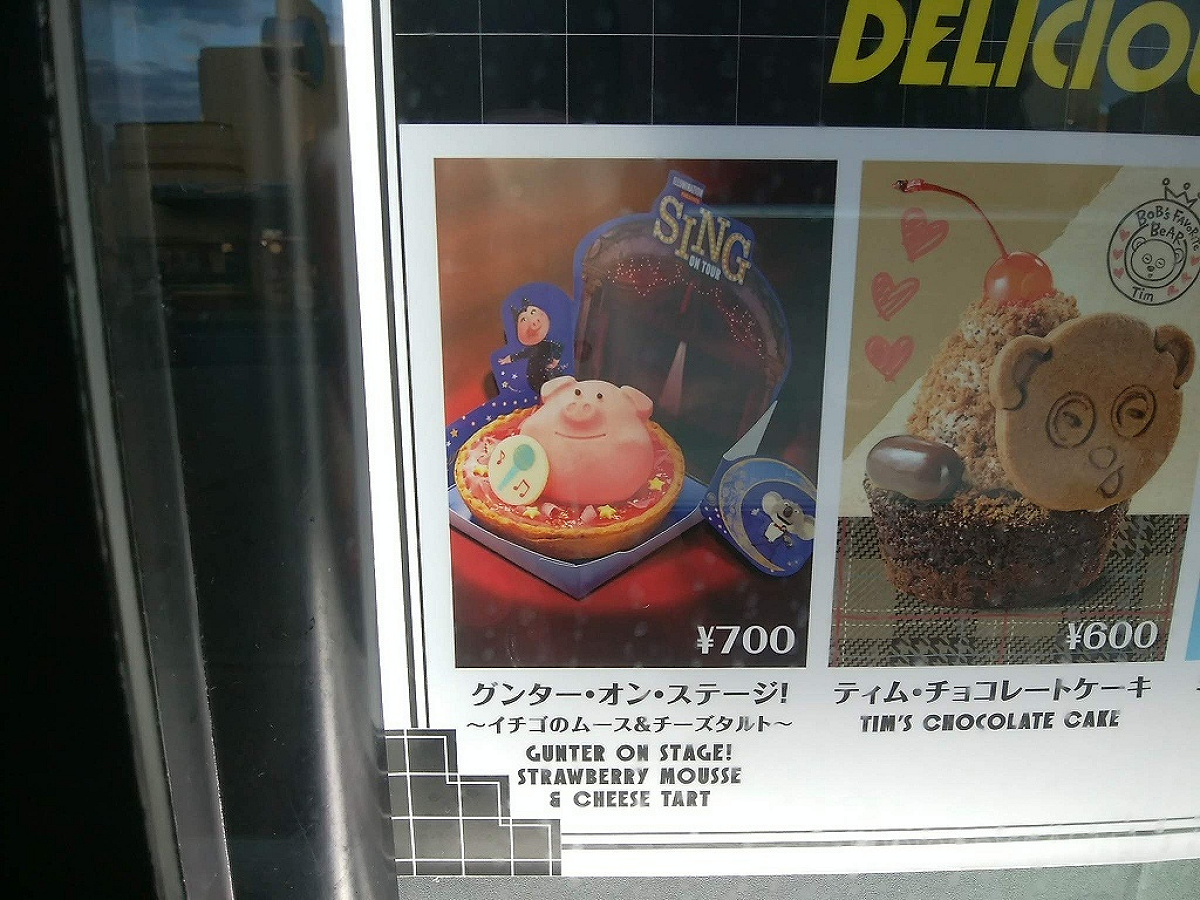 DELICIOU
ILLUMINATION
SING
ON TOUR
BOB'S FAVORITE
BEAR
Tim
¥700
¥600
グンター・オン・ステージ!
〜イチゴのムース&チーズタルト〜
GUNTER ON STAGE!
STRAWBERRY MOUSSE
& CHEESE TART
ティム・チョコレートケーキ
TIM'S CHOCOLATE CAKE